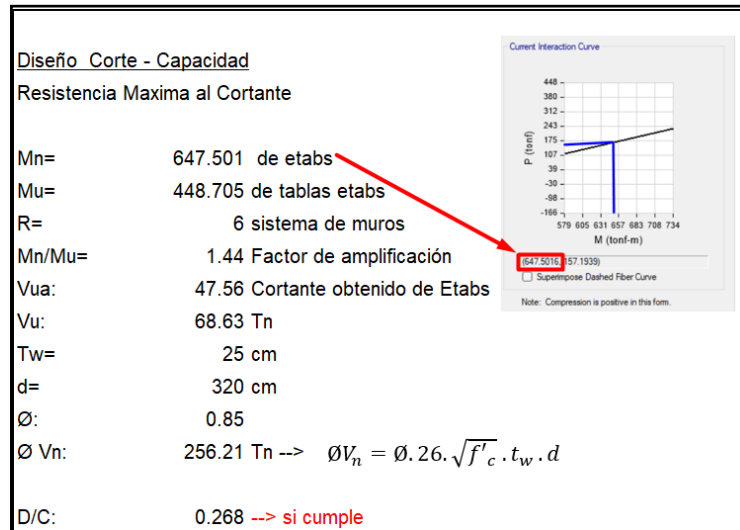 Diseño Corte - Capacidad
Resistencia Maxima al Cortante
Mn= 647.501 de etabs
Mu= 448.705 de tablas etabs
R= 6 sistema de muros
Mn/Mu= 1.44 Factor de amplificación
Vua: 47.56 Cortante obtenido de Etabs
Vu: 68.63 Tn
Tw= 25 cm
d= 320 cm
Ø: 0.85
Ø Vn: 256.21 Tn --> ØVₙ = Ø. 26. √f'c . t_w . d
D/C: 0.268 --> si cumple
Current Interaction Curve
448
380
312
243
175
107
39
-30
-98
-166
P (tonf)
579 605 631 657 683 708 734
M (tonf-m)
(647.5016, 157.1939)
Superimpose Dashed Fiber Curve
Note: Compression is positive in this form.